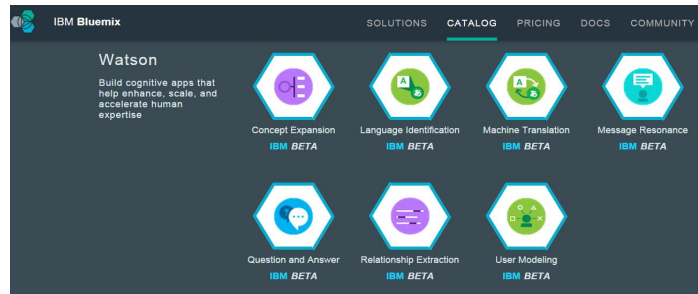 IBM Bluemix
SOLUTIONS CATALOG PRICING DOCS COMMUNITY
Watson
Build cognitive apps that
help enhance, scale, and
accelerate human
expertise
Concept Expansion
IBM BETA
Language Identification
IBM BETA
Machine Translation
IBM BETA
Message Resonance
IBM BETA
Question and Answer
IBM BETA
Relationship Extraction
IBM BETA
User Modeling
IBM BETA